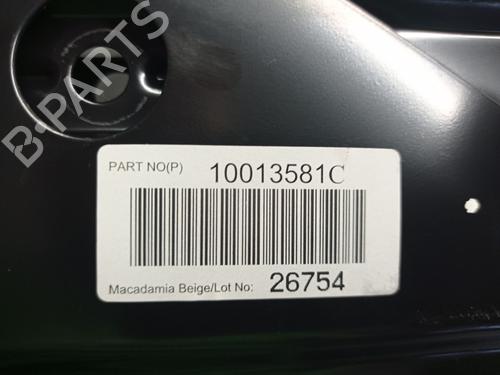 B-PARTS
PART NO(P) 10013581C
Macadamia Beige/Lot No: 26754